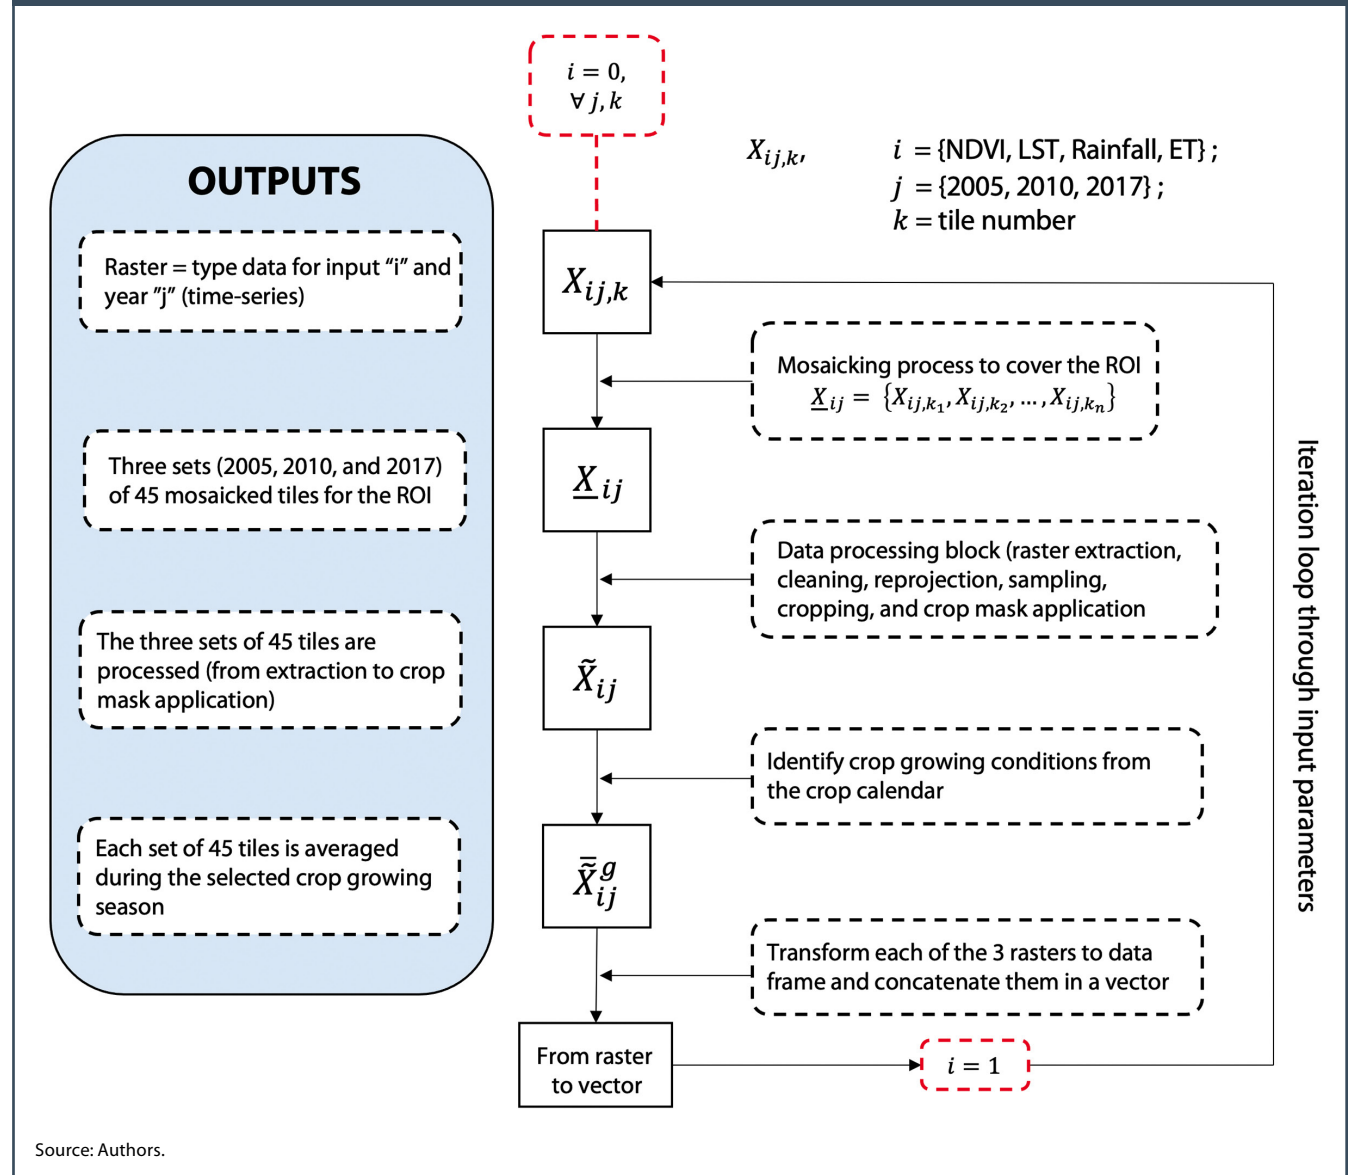 i = 0,
∀ j, k
X_{ij,k},
i = {NDVI, LST, Rainfall, ET} ;
j = {2005, 2010, 2017} ;
k = tile number
OUTPUTS
Raster = type data for input “i” and
year ”j” (time-series)
Three sets (2005, 2010, and 2017)
of 45 mosaicked tiles for the ROI
The three sets of 45 tiles are
processed (from extraction to crop
mask application)
Each set of 45 tiles is averaged
during the selected crop growing
season
X_{ij,k}
Mosaicking process to cover the ROI
X̲_{ij} = {X_{ij,k₁}, X_{ij,k₂}, … , X_{ij,kₙ}}
X̲_{ij}
Data processing block (raster extraction,
cleaning, reprojection, sampling,
cropping, and crop mask application
X̃_{ij}
Identify crop growing conditions from
the crop calendar
X̿̃^{g}_{ij}
Transform each of the 3 rasters to data
frame and concatenate them in a vector
From raster
to vector
i = 1
Iteration loop through input parameters
Source: Authors.